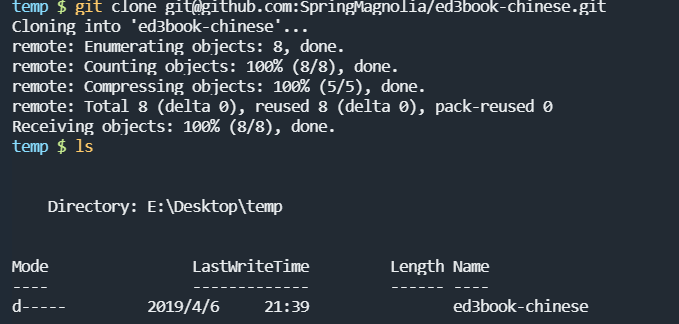 temp $ git clone git@github.com:SpringMagnolia/ed3book-chinese.git
Cloning into 'ed3book-chinese'...
remote: Enumerating objects: 8, done.
remote: Counting objects: 100% (8/8), done.
remote: Compressing objects: 100% (5/5), done.
remote: Total 8 (delta 0), reused 8 (delta 0), pack-reused 0
Receiving objects: 100% (8/8), done.
temp $ ls
Directory: E:\Desktop\temp
Mode LastWriteTime Length Name
---- ------------- ------ ----
d----- 2019/4/6 21:39 ed3book-chinese